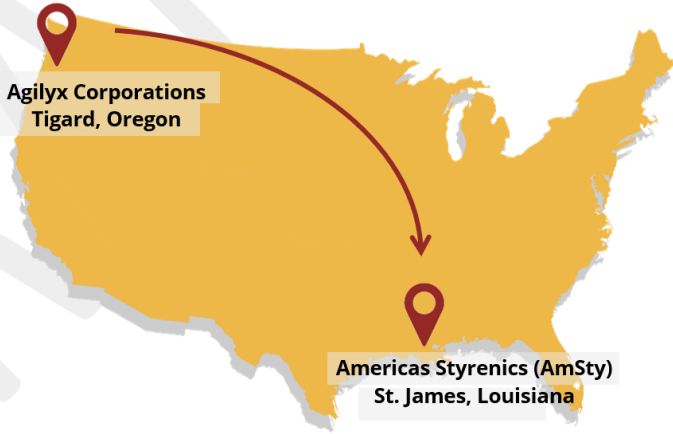 Agilyx Corporations
Tigard, Oregon
Americas Styrenics (AmSty)
St. James, Louisiana